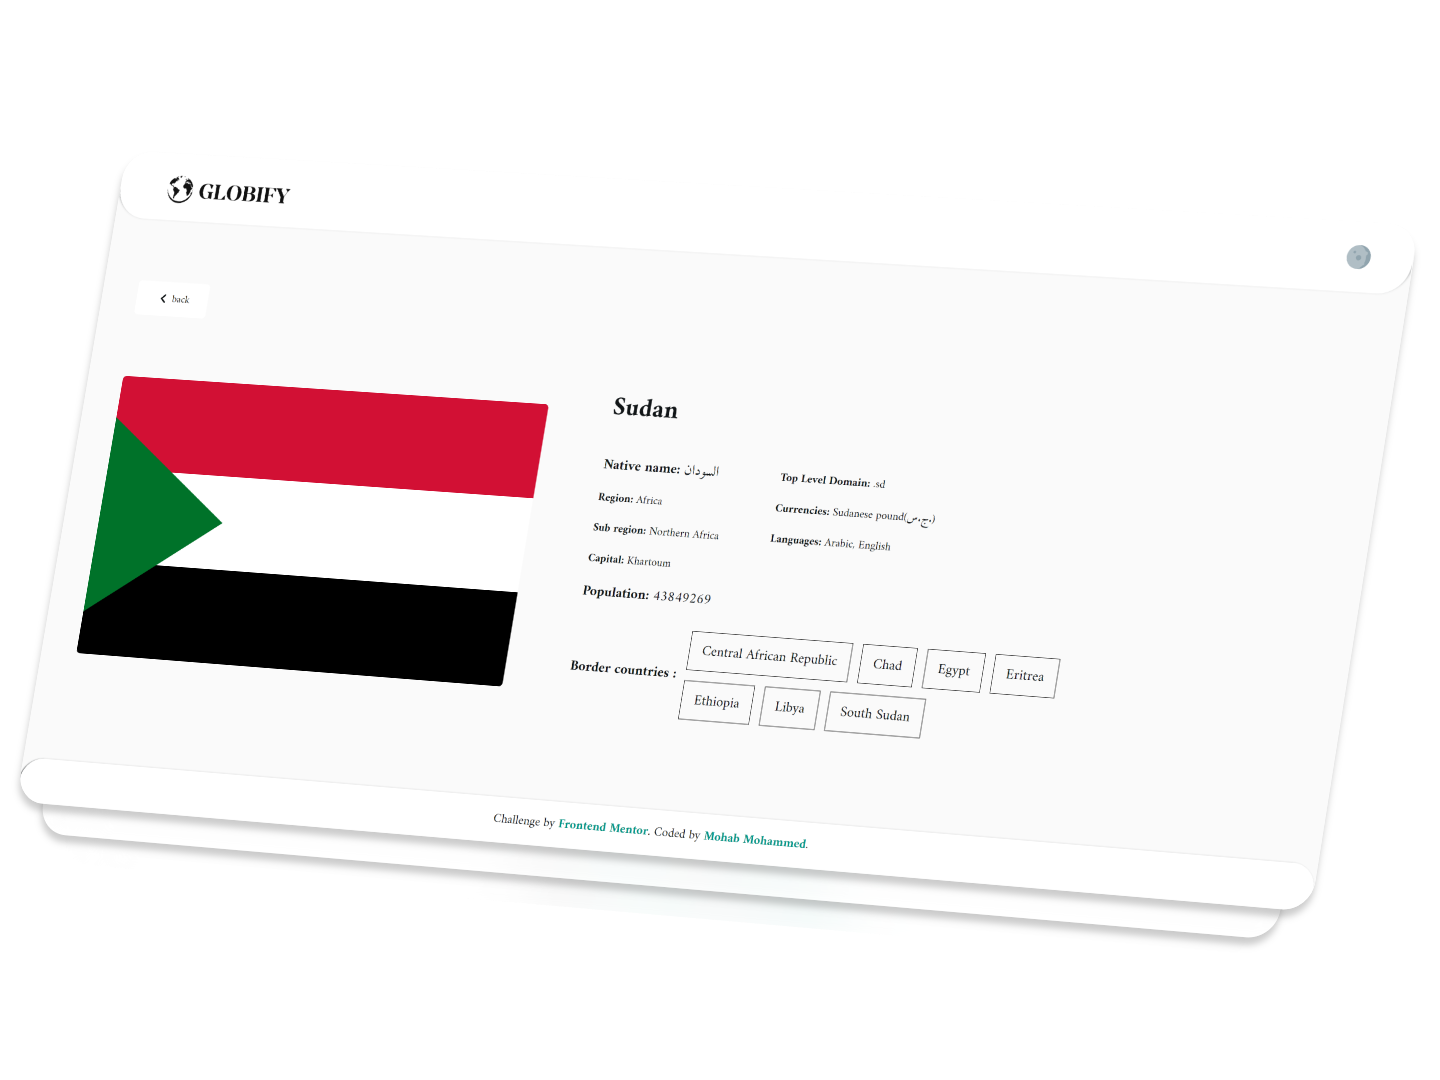 GLOBIFY
back
Sudan
Native name: السودان
Region: Africa
Sub region: Northern Africa
Capital: Khartoum
Population: 43849269
Top Level Domain: .sd
Currencies: Sudanese pound(ج.س.)
Languages: Arabic, English
Border countries :
Central African Republic
Chad
Egypt
Eritrea
Ethiopia
Libya
South Sudan
Challenge by Frontend Mentor. Coded by Mohab Mohammed.